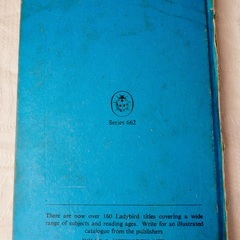 Series 662
There are now over 160 Ladybird titles covering a wide
range of subjects and reading ages. Write for an illustrated
catalogue from the publishers